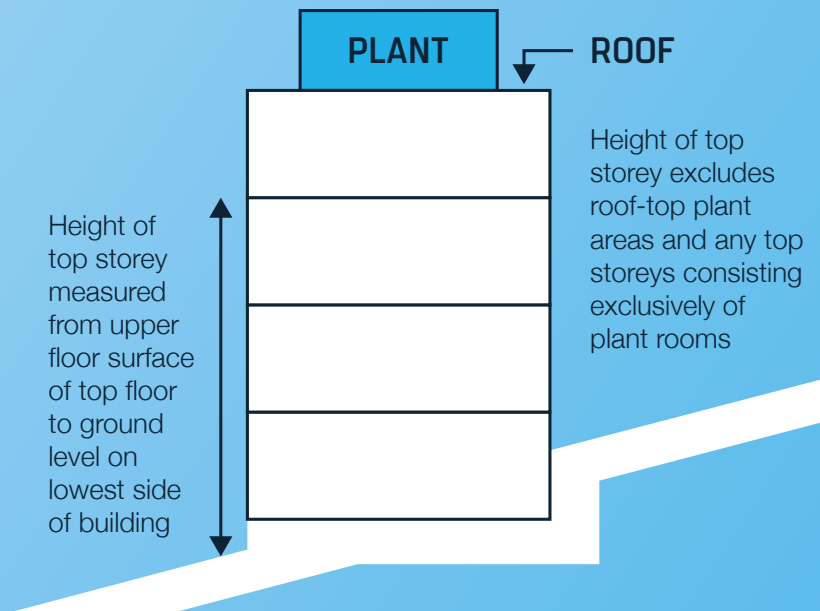 PLANT
ROOF
Height of top
storey excludes
roof-top plant
areas and any top
storeys consisting
exclusively of
plant rooms
Height of
top storey
measured
from upper
floor surface
of top floor
to ground
level on
lowest side
of building